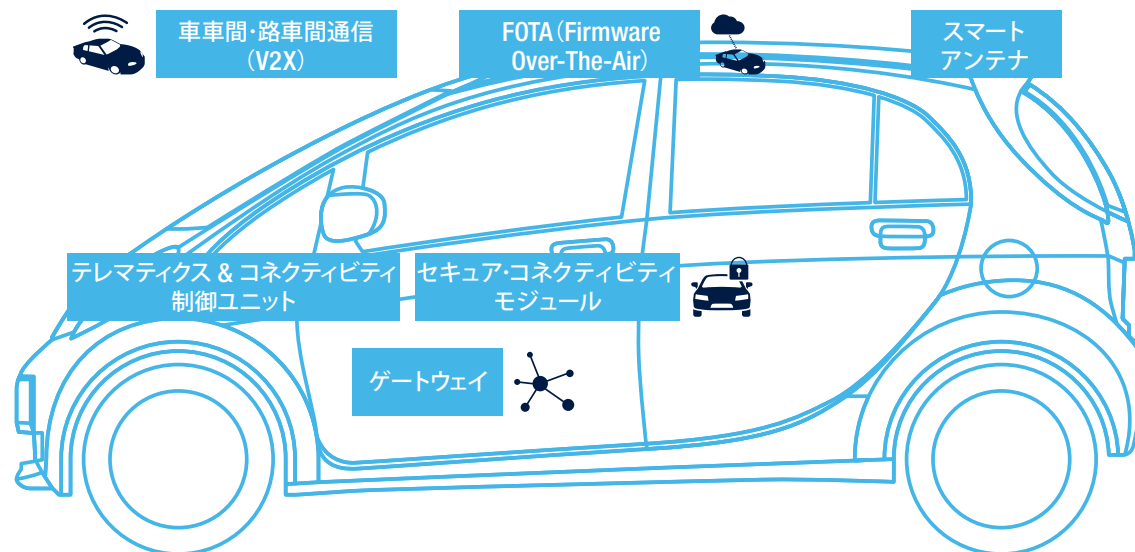 車車間・路車間通信
(V2X)
FOTA(Firmware
Over-The-Air)
スマート
アンテナ
テレマティクス & コネクティビティ
制御ユニット
セキュア・コネクティビティ
モジュール
ゲートウェイ